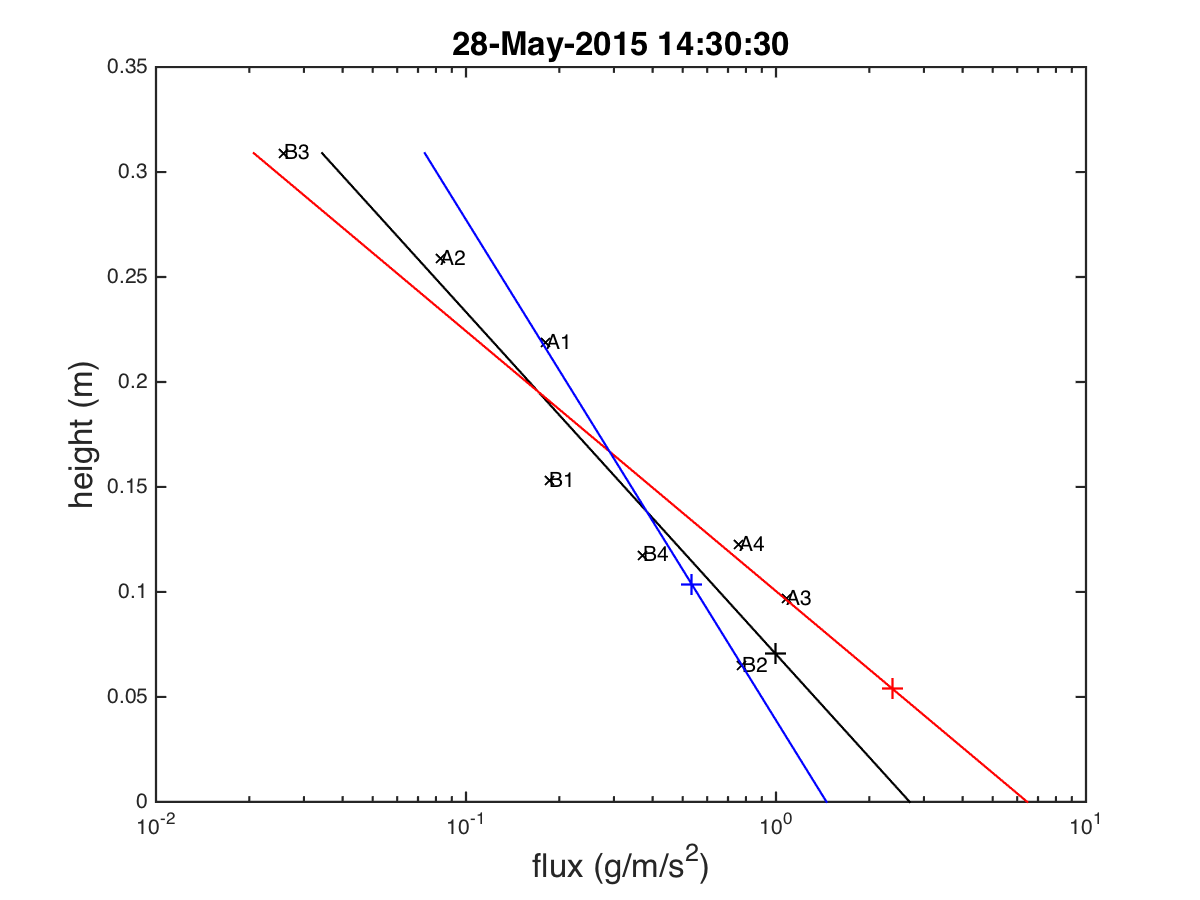 28-May-2015 14:30:30
0.35
0.3
0.25
0.2
0.15
0.1
0.05
0
height (m)
B3
A2
A1
B1
A4
B4
A3
B2
10^-2
10^-1
10^0
10^1
flux (g/m/s^2)